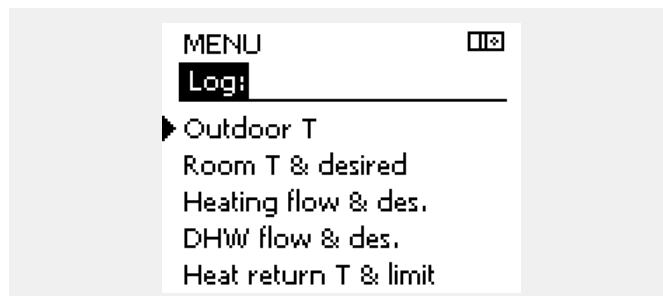 MENU
Log:
Outdoor T
Room T & desired
Heating flow & des.
DHW flow & des.
Heat return T & limit